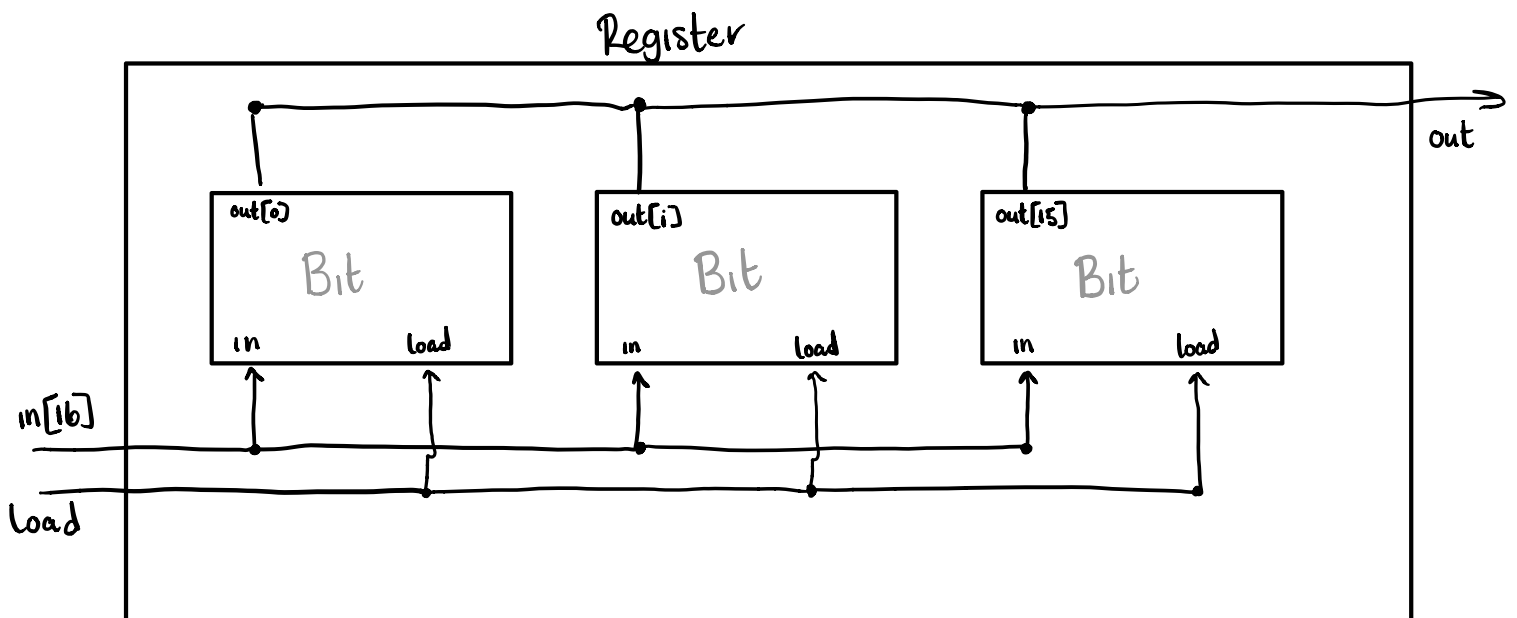 Register
out
out[0]
out[i]
out[15]
Bit
Bit
Bit
in
load
in
load
in
load
in[16]
load